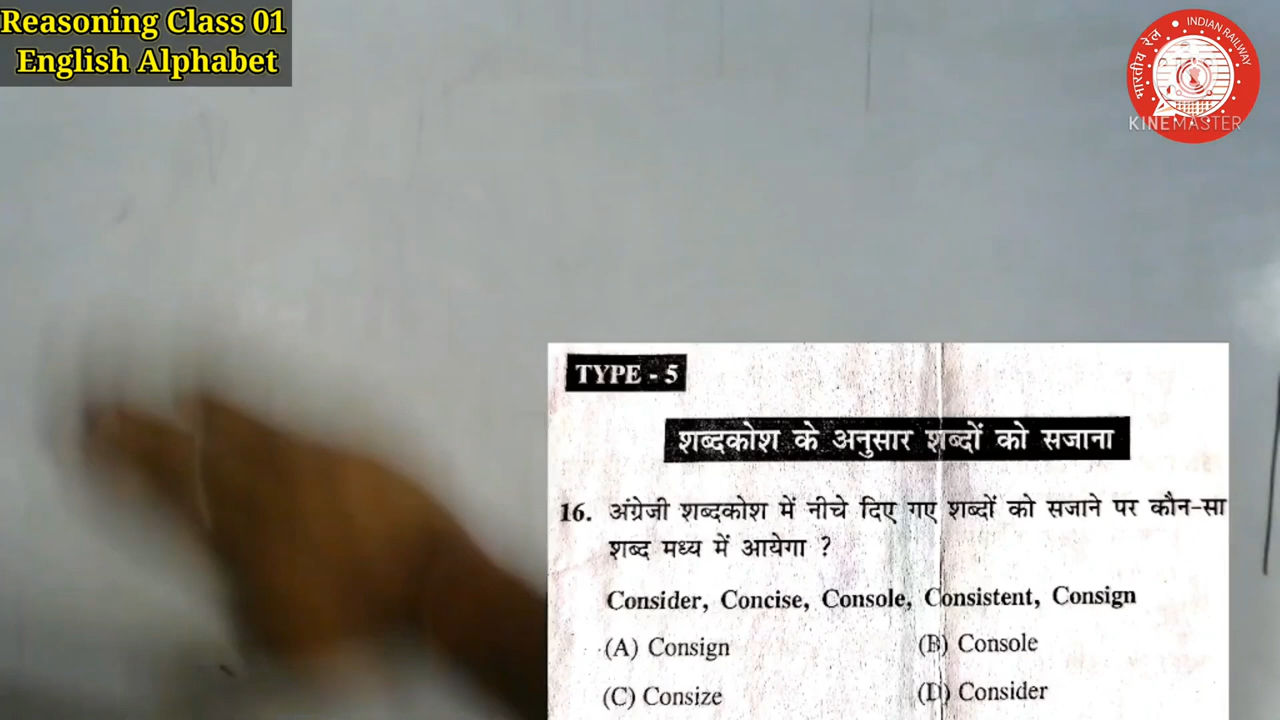 Reasoning Class 01
English Alphabet
भारतीय रेल
INDIAN RAILWAY
KINEMASTER
TYPE - 5
शब्दकोश के अनुसार शब्दों को सजाना
16. अंग्रेजी शब्दकोश में नीचे दिए गए शब्दों को सजाने पर कौन-सा
शब्द मध्य में आयेगा ?
Consider, Concise, Console, Consistent, Consign
(A) Consign (B) Console
(C) Consize (D) Consider